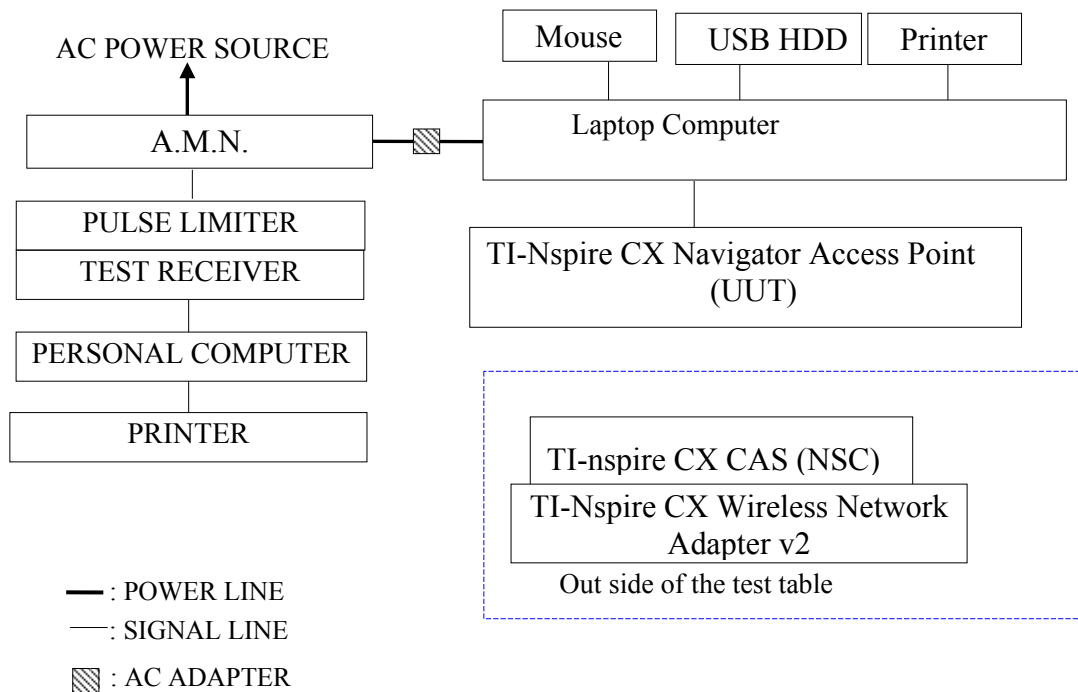 AC POWER SOURCE
A.M.N.
PULSE LIMITER
TEST RECEIVER
PERSONAL COMPUTER
PRINTER
Mouse
USB HDD
Printer
Laptop Computer
TI-Nspire CX Navigator Access Point
(UUT)
TI-nspire CX CAS (NSC)
TI-Nspire CX Wireless Network
Adapter v2
Out side of the test table
: POWER LINE
: SIGNAL LINE
: AC ADAPTER